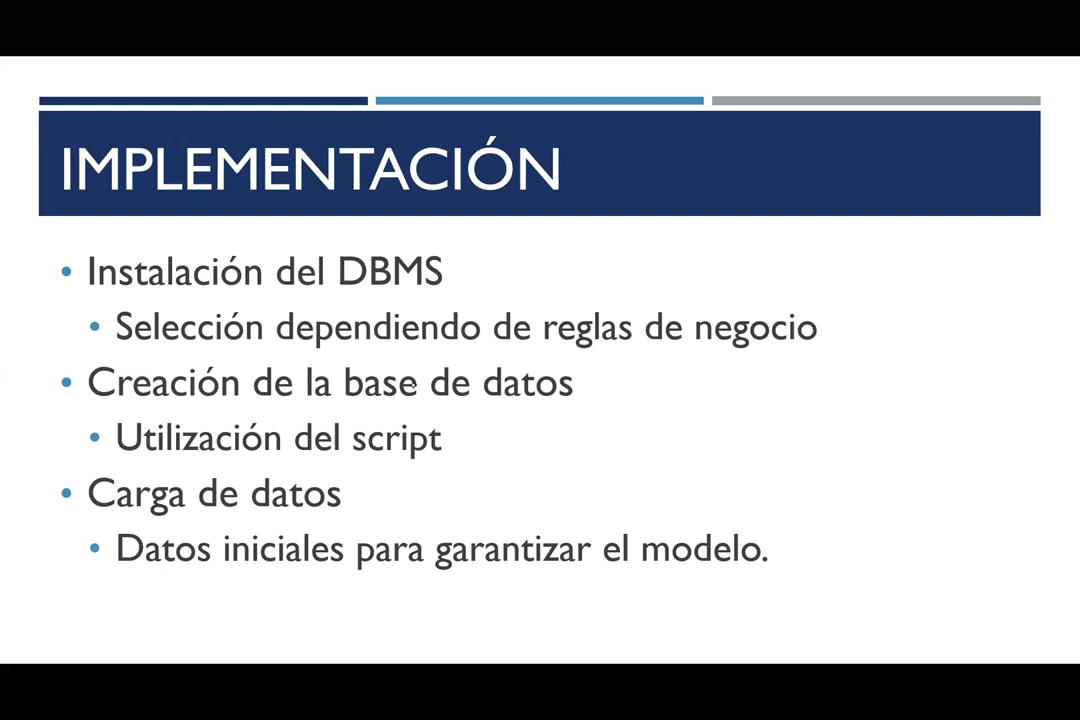 IMPLEMENTACIÓN
• Instalación del DBMS
• Selección dependiendo de reglas de negocio
• Creación de la base de datos
• Utilización del script
• Carga de datos
• Datos iniciales para garantizar el modelo.